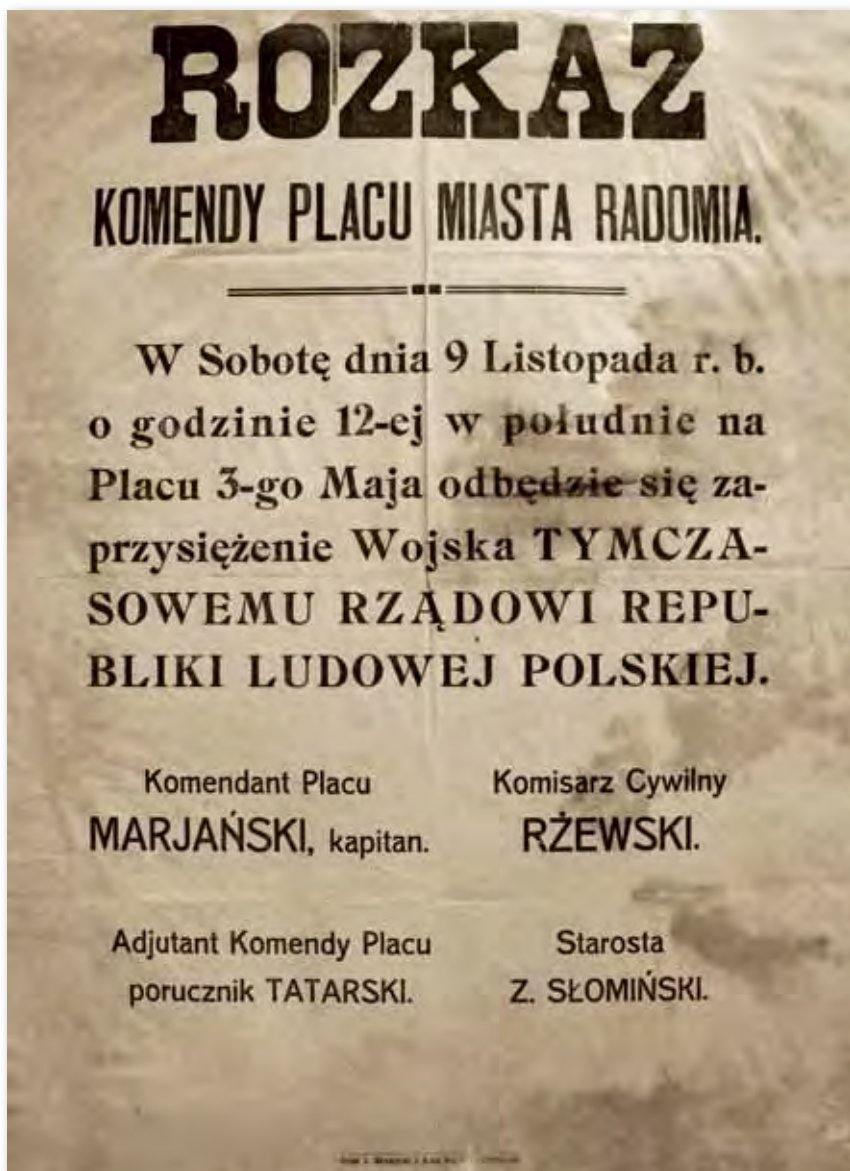 ROZKAZ
KOMENDY PLACU MIASTA RADOMIA.
W Sobotę dnia 9 Listopada r. b.
o godzinie 12-ej w południe na
Placu 3-go Maja odbędzie się za-
przysiężenie Wojska TYMCZA-
SOWEMU RZĄDOWI REPU-
BLIKI LUDOWEJ POLSKIEJ.
Komendant Placu
MARJAŃSKI, kapitan.
Komisarz Cywilny
RŻEWSKI.
Adjutant Komendy Placu
porucznik TATARSKI.
Starosta
Z. SŁOMIŃSKI.